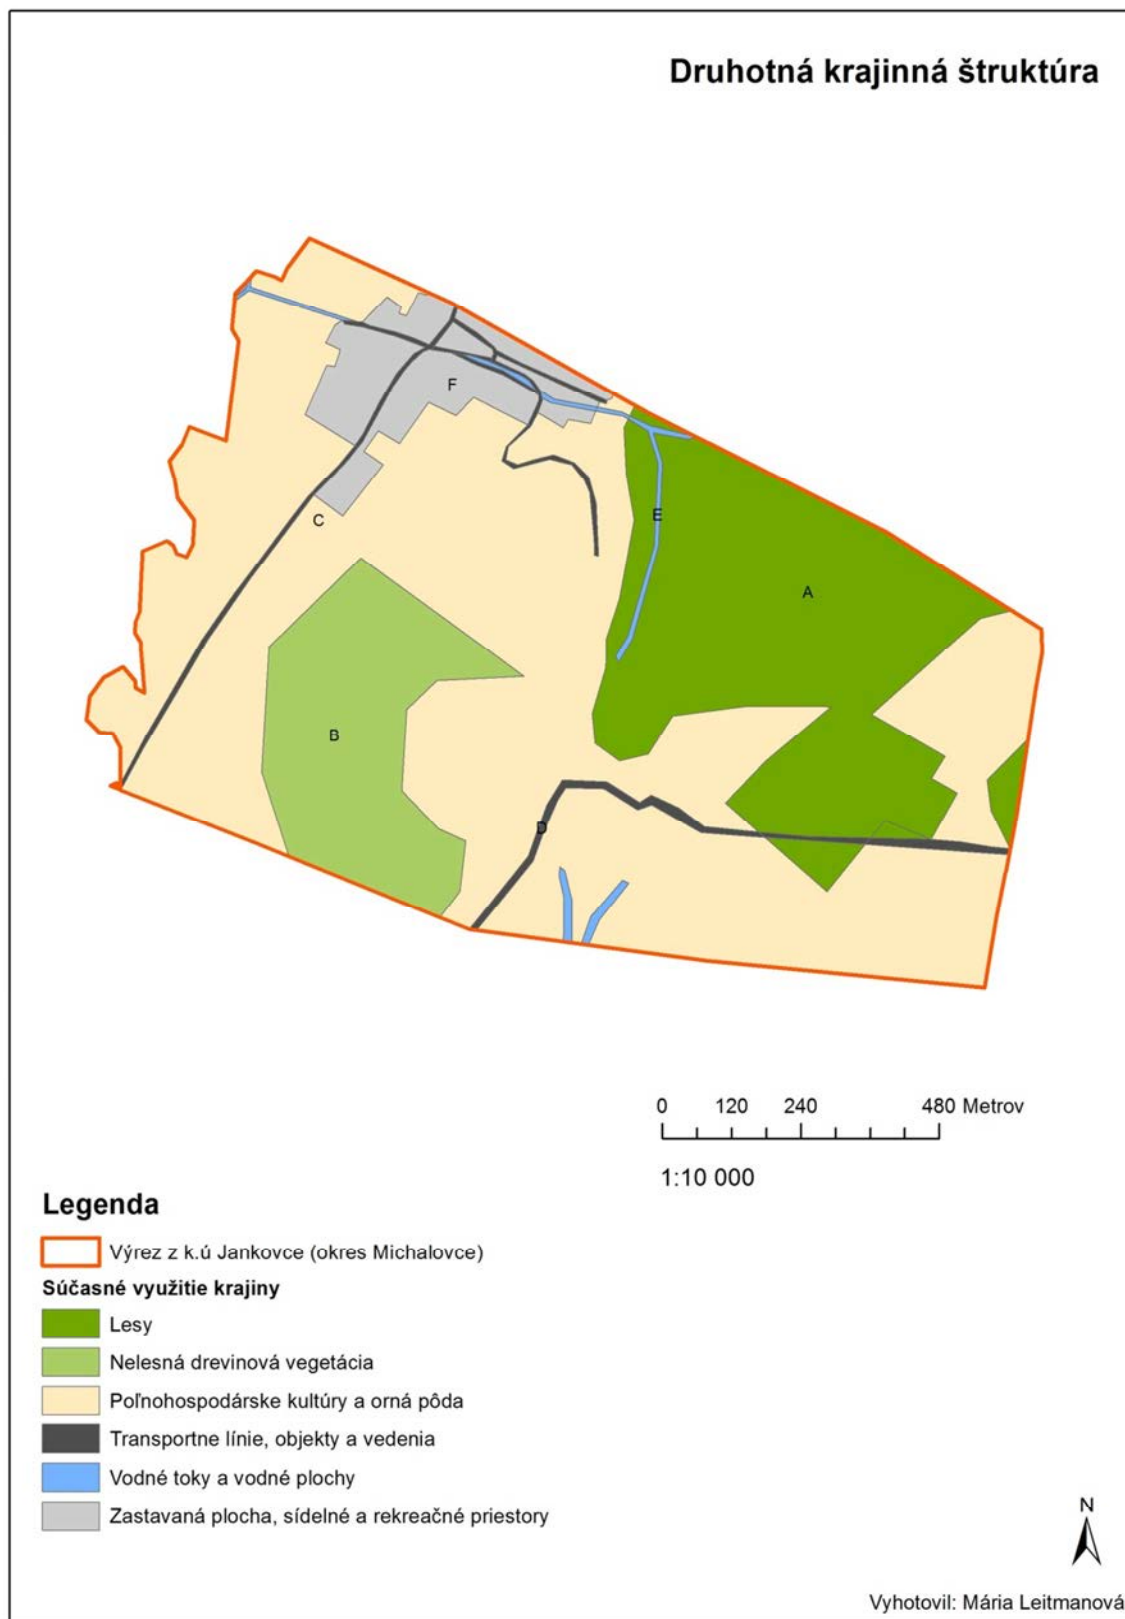 Druhotná krajinná štruktúra
F
C
E
A
B
D
0 120 240 480 Metrov
1:10 000
Legenda
Výrez z k.ú Jankovce (okres Michalovce)
Súčasné využitie krajiny
Lesy
Nelesná drevinová vegetácia
Poľnohospodárske kultúry a orná pôda
Transportne línie, objekty a vedenia
Vodné toky a vodné plochy
Zastavaná plocha, sídelné a rekreačné priestory
N
Vyhotovil: Mária Leitmanová